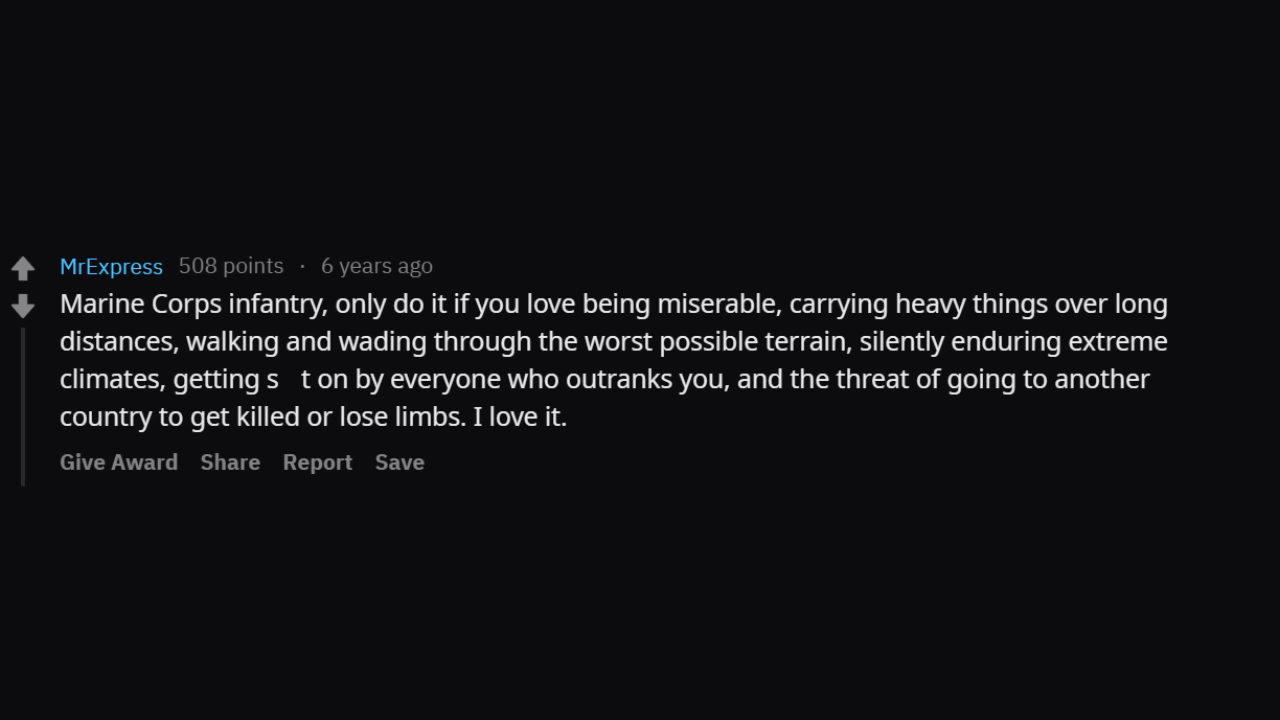 MrExpress 508 points · 6 years ago
Marine Corps infantry, only do it if you love being miserable, carrying heavy things over long
distances, walking and wading through the worst possible terrain, silently enduring extreme
climates, getting s t on by everyone who outranks you, and the threat of going to another
country to get killed or lose limbs. I love it.
Give Award Share Report Save